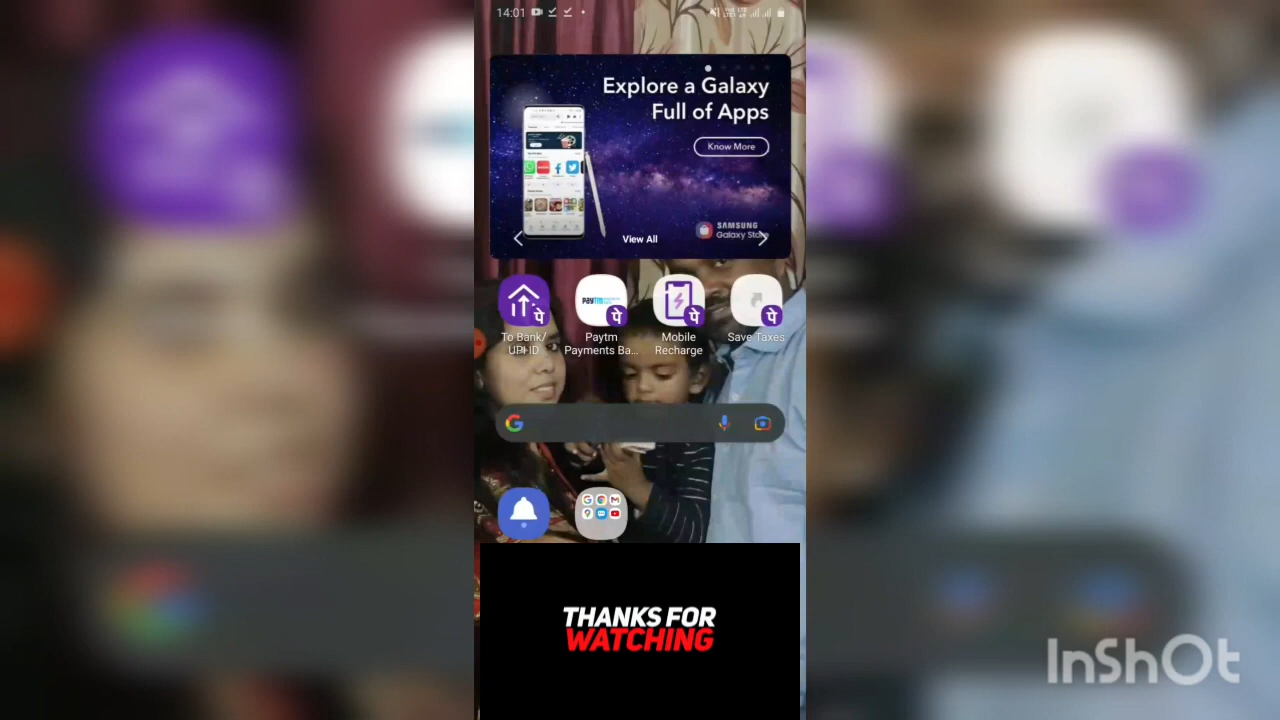 14:01
Explore a Galaxy
Full of Apps
Know More
SAMSUNG
Galaxy Store
View All
पे
paytm
पे
पे
पे
To Bank/
UPI ID
Paytm
Payments Ba...
Mobile
Recharge
Save Taxes
THANKS FOR
WATCHING
InShOt